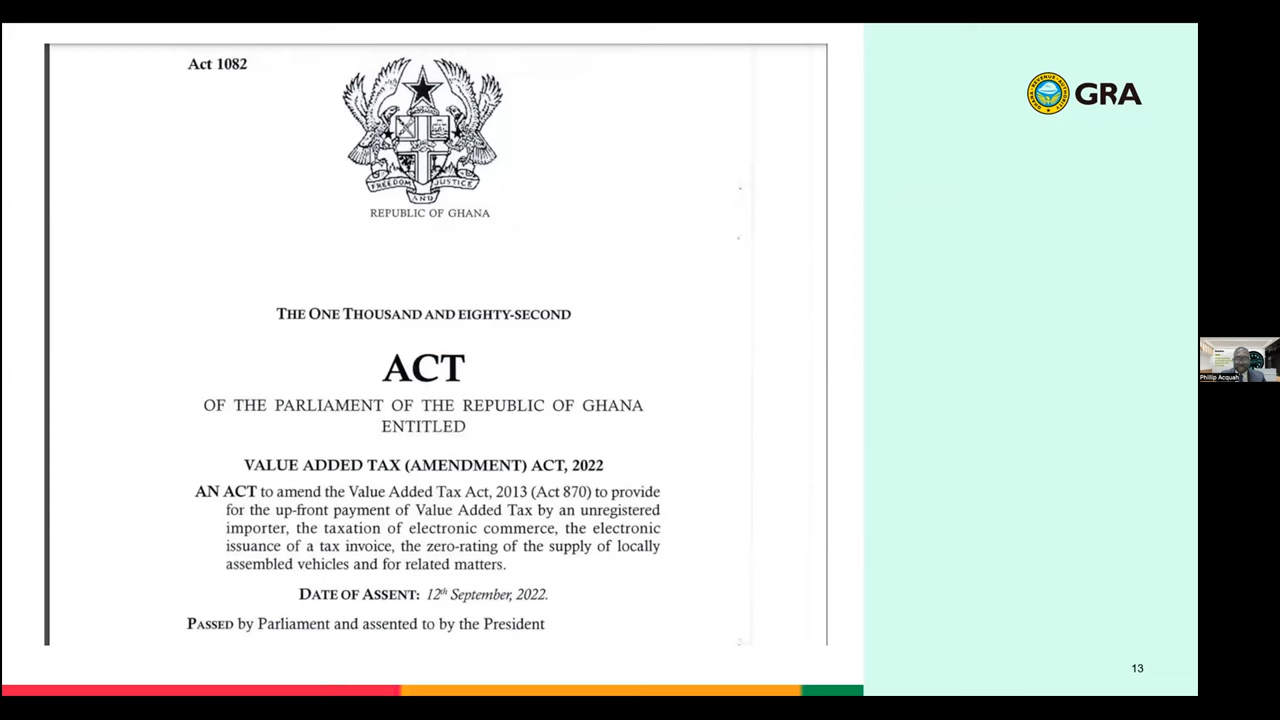 Act 1082
FREEDOM JUSTICE
AND
REPUBLIC OF GHANA
THE ONE THOUSAND AND EIGHTY-SECOND
ACT
OF THE PARLIAMENT OF THE REPUBLIC OF GHANA
ENTITLED
VALUE ADDED TAX (AMENDMENT) ACT, 2022
AN ACT to amend the Value Added Tax Act, 2013 (Act 870) to provide
for the up-front payment of Value Added Tax by an unregistered
importer, the taxation of electronic commerce, the electronic
issuance of a tax invoice, the zero-rating of the supply of locally
assembled vehicles and for related matters.
DATE OF ASSENT: 12th September, 2022.
PASSED by Parliament and assented to by the President
GHANA REVENUE AUTHORITY
GRA
Phillip Acquah
13